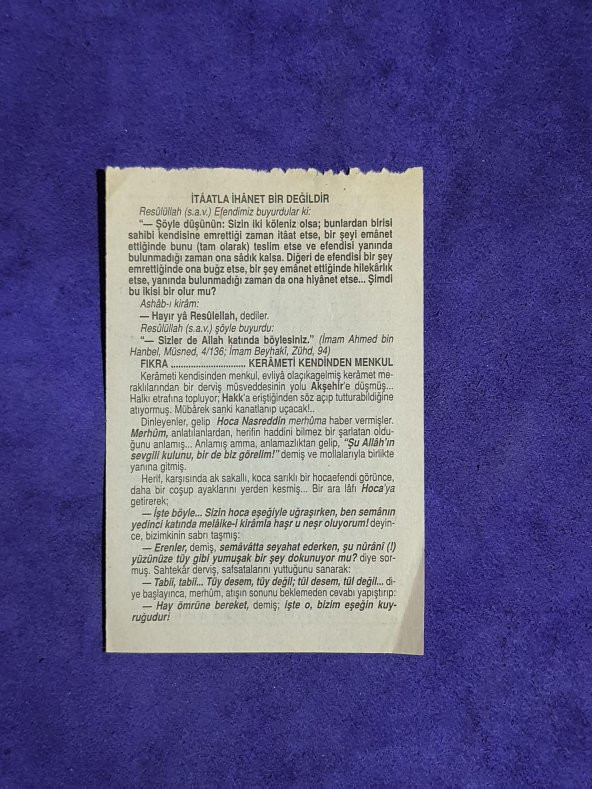 İTÂATLA İHÂNET BİR DEĞİLDİR
Resûlüllah (s.a.v.) Efendimiz buyurdular ki:
"— Şöyle düşünün: Sizin iki köleniz olsa; bunlardan birisi
sahibi kendisine emrettiği zaman itâat etse, bir şeyi emânet
ettiğinde bunu (tam olarak) teslim etse ve efendisi yanında
bulunmadığı zaman ona sâdık kalsa. Diğeri de efendisi bir şey
emrettiğinde ona buğz etse, bir şey emânet ettiğinde hilekârlık
etse, yanında bulunmadığı zaman da ona hiyânet etse... Şimdi
bu ikisi bir olur mu?
Ashâb-ı kirâm:
— Hayır yâ Resûlellah, dediler.
Resûlüllah (s.a.v.) şöyle buyurdu:
"— Sizler de Allah katında böylesiniz." (İmam Ahmed bin
Hanbel, Müsned, 4/136; İmam Beyhakî, Zühd, 94)
FIKRA ............................ KERÂMETİ KENDİNDEN MENKUL
Kerâmeti kendisinden menkul, evliyâ olaçıkagelmiş kerâmet me-
raklılarından bir derviş müsveddesinin yolu Akşehir'e düşmüş...
Halkı etrafına topluyor; Hakk'a eriştiğinden söz açıp tutturabildiğine
atıyormuş. Mübârek sanki kanatlanıp uçacak!..
Dinleyenler, gelip Hoca Nasreddin merhûma haber vermişler.
Merhûm, anlatılanlardan, herifin haddini bilmez bir şarlatan oldu-
ğunu anlamış... Anlamış amma, anlamazlıktan gelip, "Şu Allâh'ın
sevgili kulunu, bir de biz görelim!" demiş ve mollalarıyla birlikte
yanına gitmiş.
Herif, karşısında ak sakallı, koca sarıklı bir hocaefendi görünce,
daha bir coşup ayaklarını yerden kesmiş... Bir ara lâfı Hoca'ya
getirerek;
— İşte böyle... Sizin hoca eşeğiyle uğraşırken, ben semânın
yedinci katında melâike-i kirâmla haşr u neşr oluyorum! deyin-
ce, bizimkinin sabrı taşmış:
— Erenler, demiş, semâvâtta seyahat ederken, şu nûrânî (!)
yüzünüze tüy gibi yumuşak bir şey dokunuyor mu? diye sor-
muş. Sahtekâr derviş, safsatalarını yuttuğunu sanarak:
— Tabiî, tabiî... Tüy desem, tüy değil; tül desem, tül değil... di-
ye başlayınca, merhûm, atışın sonunu beklemeden cevabı yapıştırıp:
— Hay ömrüne bereket, demiş; işte o, bizim eşeğin kuy-
ruğudur!